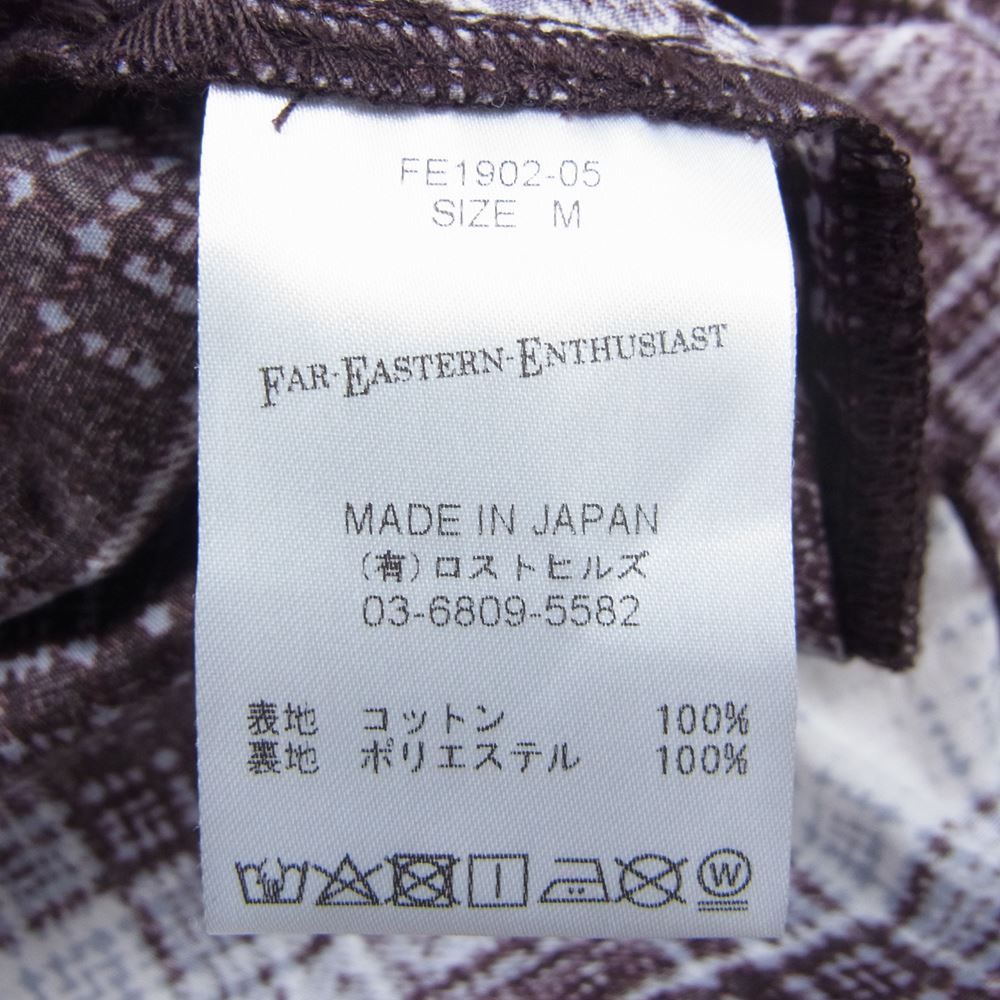 FE1902-05
SIZE M
FAR-EASTERN-ENTHUSIAST
MADE IN JAPAN
(有)ロストヒルズ
03-6809-5582
表地 コットン 100%
裏地 ポリエステル 100%
W